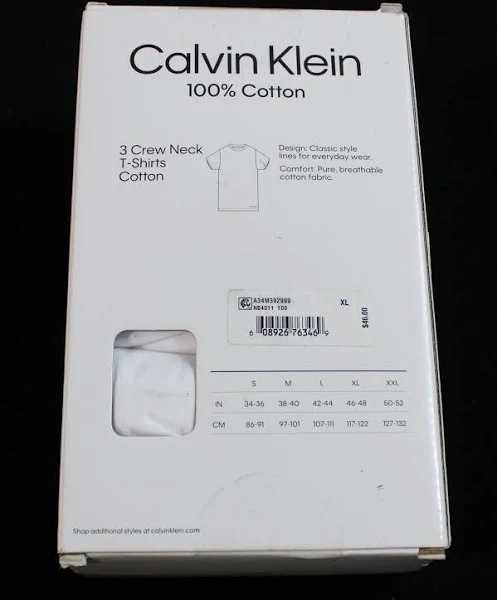 Calvin Klein
100% Cotton
3 Crew Neck
T-Shirts
Cotton
Design: Classic style
lines for everyday wear.
Comfort: Pure, breathable
cotton fabric.
A34M392999 XL
NB4011 100
$46.00
6 08926 76346 9
S M L XL XXL
IN 34-36 38-40 42-44 46-48 50-52
CM 86-91 97-101 107-111 117-122 127-132
Shop additional styles at calvinklein.com